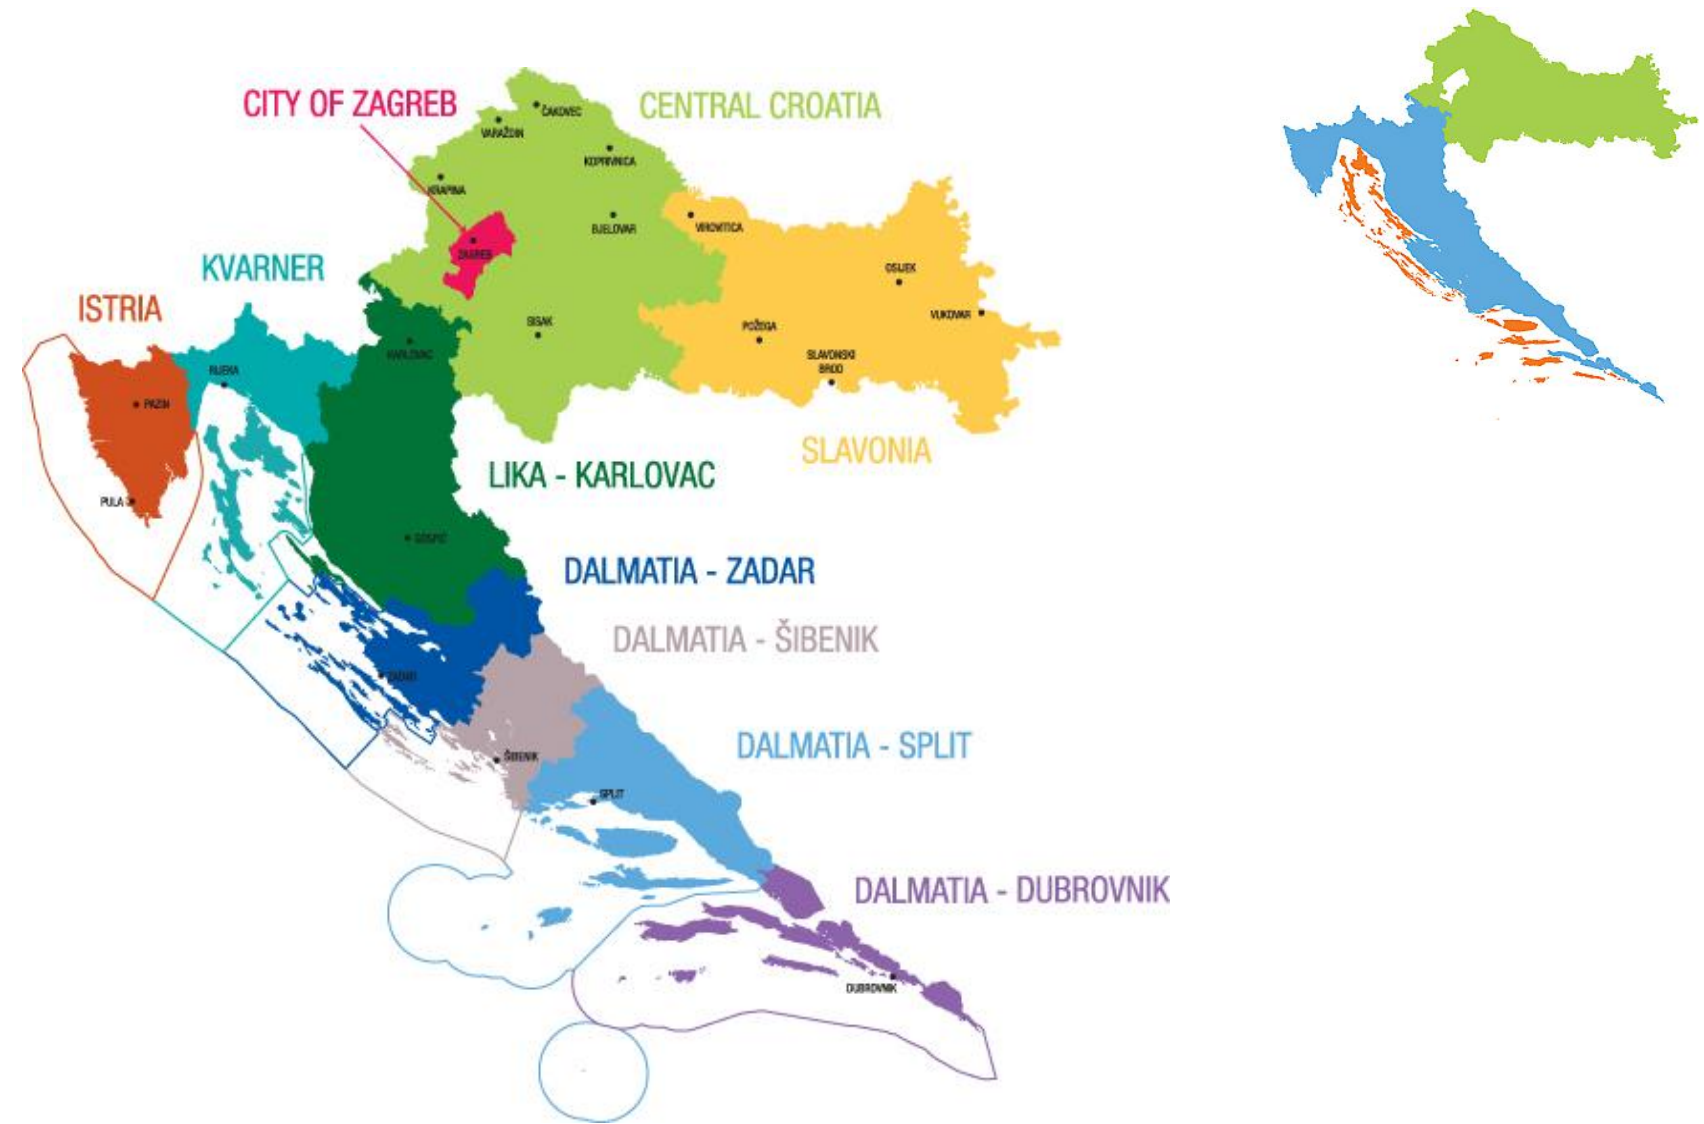 CITY OF ZAGREB
CENTRAL CROATIA
ČAKOVEC
VARAŽDIN
KOPRIVNICA
KRAPINA
BJELOVAR
VIROVITICA
ZAGREB
KVARNER
OSIJEK
ISTRIA
VUKOVAR
SISAK
POŽEGA
KARLOVAC
SLAVONSKI
BROD
RIJEKA
PAZIN
SLAVONIA
LIKA - KARLOVAC
PULA
GOSPIĆ
DALMATIA - ZADAR
DALMATIA - ŠIBENIK
ZADAR
DALMATIA - SPLIT
ŠIBENIK
SPLIT
DALMATIA - DUBROVNIK
DUBROVNIK